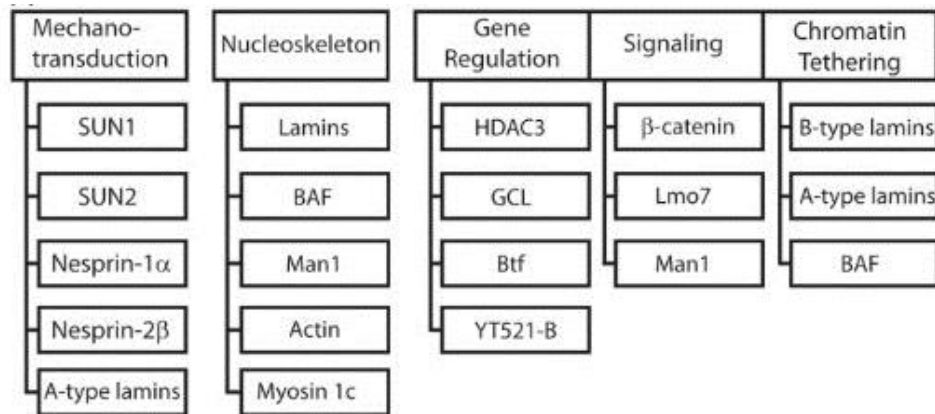 Mechano-
transduction
SUN1
SUN2
Nesprin-1α
Nesprin-2β
A-type lamins
Nucleoskeleton
Lamins
BAF
Man1
Actin
Myosin 1c
Gene
Regulation
HDAC3
GCL
Btf
YT521-B
Signaling
β-catenin
Lmo7
Man1
Chromatin
Tethering
B-type lamins
A-type lamins
BAF